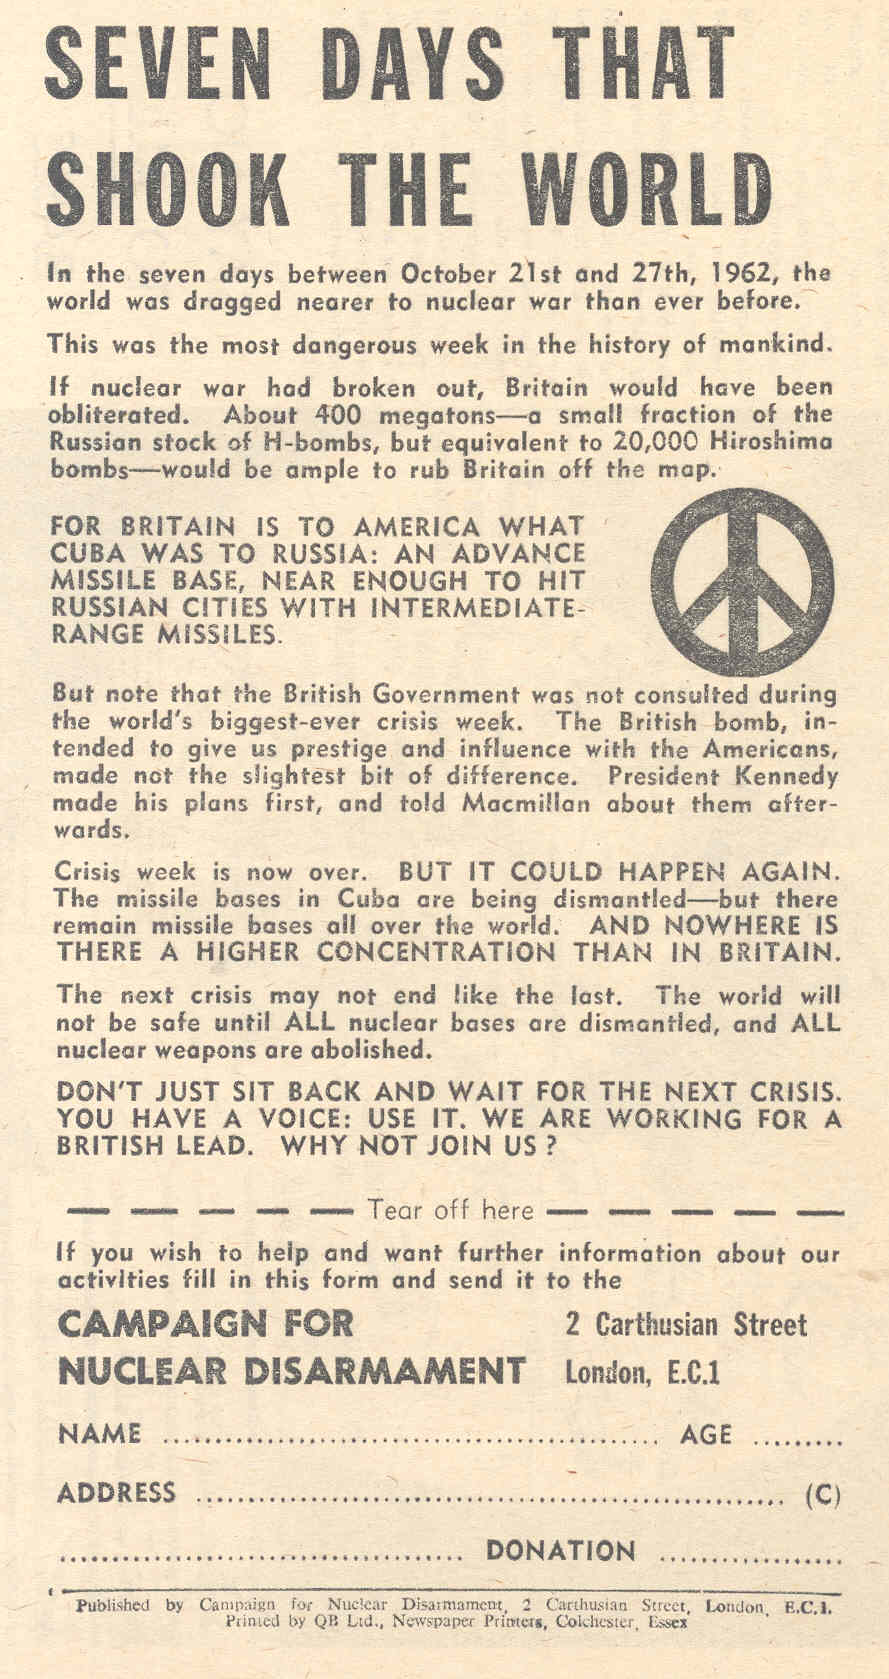 SEVEN DAYS THAT
SHOOK THE WORLD
In the seven days between October 21st and 27th, 1962, the
world was dragged nearer to nuclear war than ever before.
This was the most dangerous week in the history of mankind.
If nuclear war had broken out, Britain would have been
obliterated. About 400 megatons—a small fraction of the
Russian stock of H-bombs, but equivalent to 20,000 Hiroshima
bombs—would be ample to rub Britain off the map.
FOR BRITAIN IS TO AMERICA WHAT
CUBA WAS TO RUSSIA: AN ADVANCE
MISSILE BASE, NEAR ENOUGH TO HIT
RUSSIAN CITIES WITH INTERMEDIATE-
RANGE MISSILES.
But note that the British Government was not consulted during
the world's biggest-ever crisis week. The British bomb, in-
tended to give us prestige and influence with the Americans,
made not the slightest bit of difference. President Kennedy
made his plans first, and told Macmillan about them after-
wards.
Crisis week is now over. BUT IT COULD HAPPEN AGAIN.
The missile bases in Cuba are being dismantled—but there
remain missile bases all over the world. AND NOWHERE IS
THERE A HIGHER CONCENTRATION THAN IN BRITAIN.
The next crisis may not end like the last. The world will
not be safe until ALL nuclear bases are dismantled, and ALL
nuclear weapons are abolished.
DON'T JUST SIT BACK AND WAIT FOR THE NEXT CRISIS.
YOU HAVE A VOICE: USE IT. WE ARE WORKING FOR A
BRITISH LEAD. WHY NOT JOIN US ?
— — — — — Tear off here — — — — —
If you wish to help and want further information about our
activities fill in this form and send it to the
CAMPAIGN FOR 2 Carthusian Street
NUCLEAR DISARMAMENT London, E.C.1
NAME ................................................ AGE .........
ADDRESS .......................................................... (C)
....................................... DONATION ..................
Published by Campaign for Nuclear Disarmament, 2 Carthusian Street, London, E.C.1.
Printed by QB Ltd., Newspaper Printers, Colchester, Essex